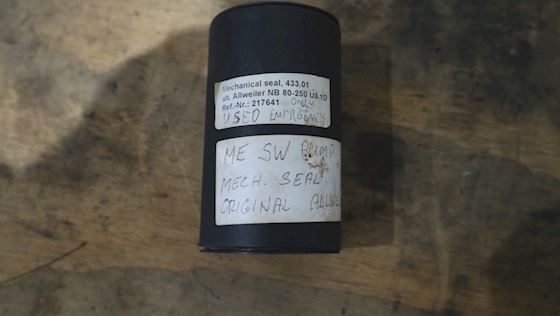 Mechanical seal, 433.01
ult. Allweiler NB 80-250 U3.1D
Ref.-Nr.: 217641 ONLY
USED EMERGENCY
ME SW PUMP
MECH. SEAL
ORIGINAL